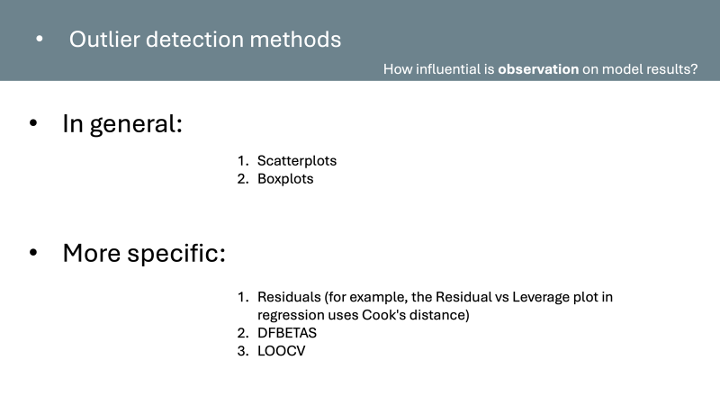 • Outlier detection methods
How influential is observation on model results?
• In general:
1. Scatterplots
2. Boxplots
• More specific:
1. Residuals (for example, the Residual vs Leverage plot in
regression uses Cook's distance)
2. DFBETAS
3. LOOCV